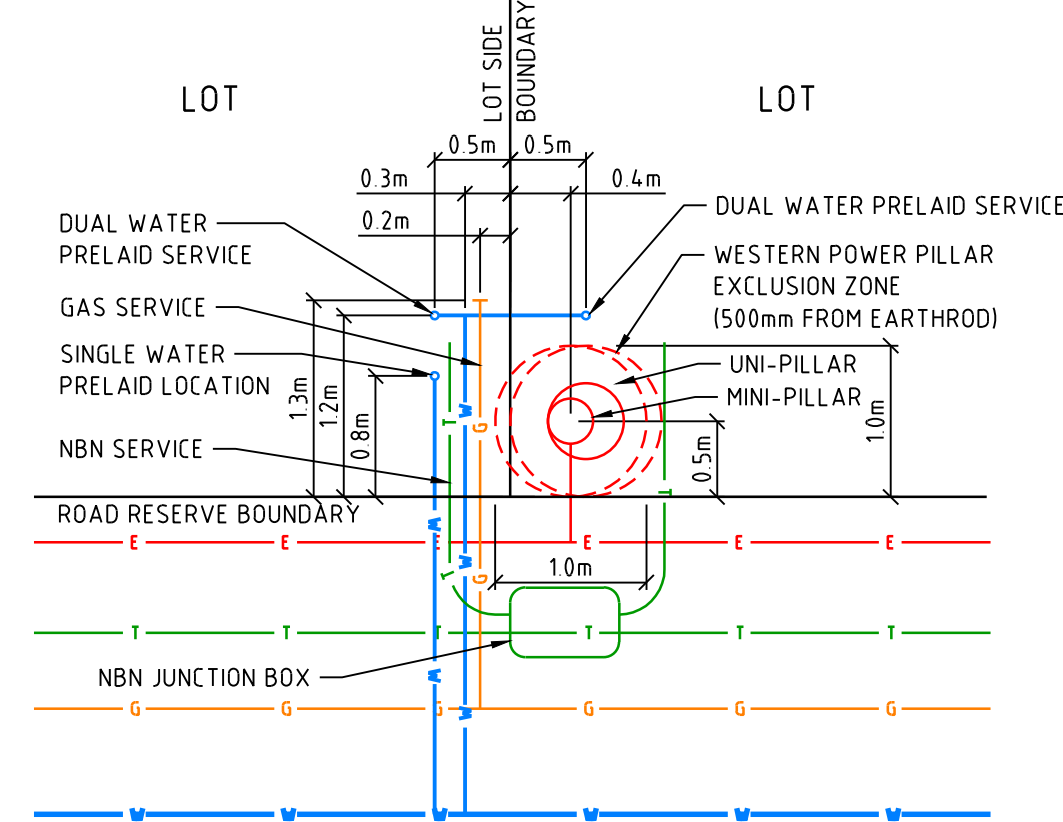 LOT SIDE
BOUNDARY
LOT
LOT
0.5m
0.5m
0.3m
0.4m
0.2m
DUAL WATER
PRELAID SERVICE
DUAL WATER PRELAID SERVICE
WESTERN POWER PILLAR
EXCLUSION ZONE
(500mm FROM EARTHROD)
GAS SERVICE
SINGLE WATER
PRELAID LOCATION
UNI-PILLAR
MINI-PILLAR
1.3m
1.2m
0.8m
1.0m
0.5m
T
W
G
NBN SERVICE
T
ROAD RESERVE BOUNDARY
W
E
E
E
E
E
E
W
T
G
1.0m
T
T
T
T
T
T
NBN JUNCTION BOX
W
G
G
G
W
G
G
G
W
W
W
W
W
W